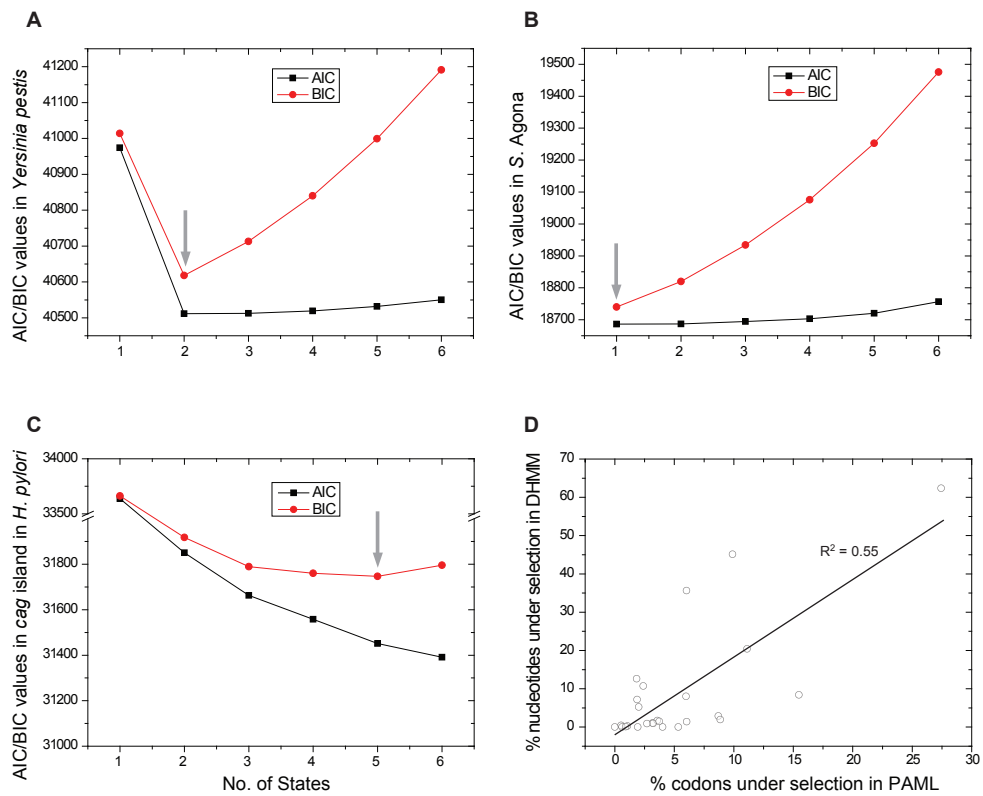 A
AIC/BIC values in Yersinia pestis
41200
41100
41000
40900
40800
40700
40600
40500
AIC
BIC
1 2 3 4 5 6
B
AIC/BIC values in S. Agona
19500
19400
19300
19200
19100
19000
18900
18800
18700
AIC
BIC
1 2 3 4 5 6
C
AIC/BIC values in cag island in H. pylori
34000
33500
31800
31600
31400
31200
31000
AIC
BIC
1 2 3 4 5 6
No. of States
D
% nucleotides under selection in DHMM
70
60
50
40
30
20
10
0
R² = 0.55
0 5 10 15 20 25 30
% codons under selection in PAML